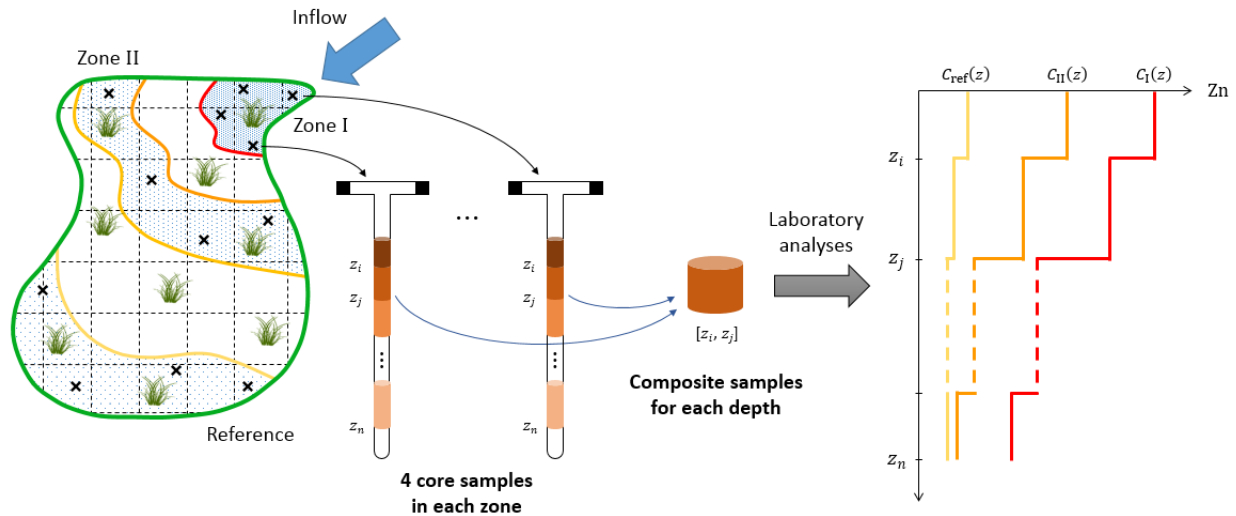 Inflow
Zone II
Zone I
Reference
z_i
z_j
z_n
...
z_i
z_j
z_n
4 core samples
in each zone
[z_i, z_j]
Composite samples
for each depth
Laboratory
analyses
C_ref(z)
C_II(z)
C_I(z)
Zn
z_i
z_j
z_n